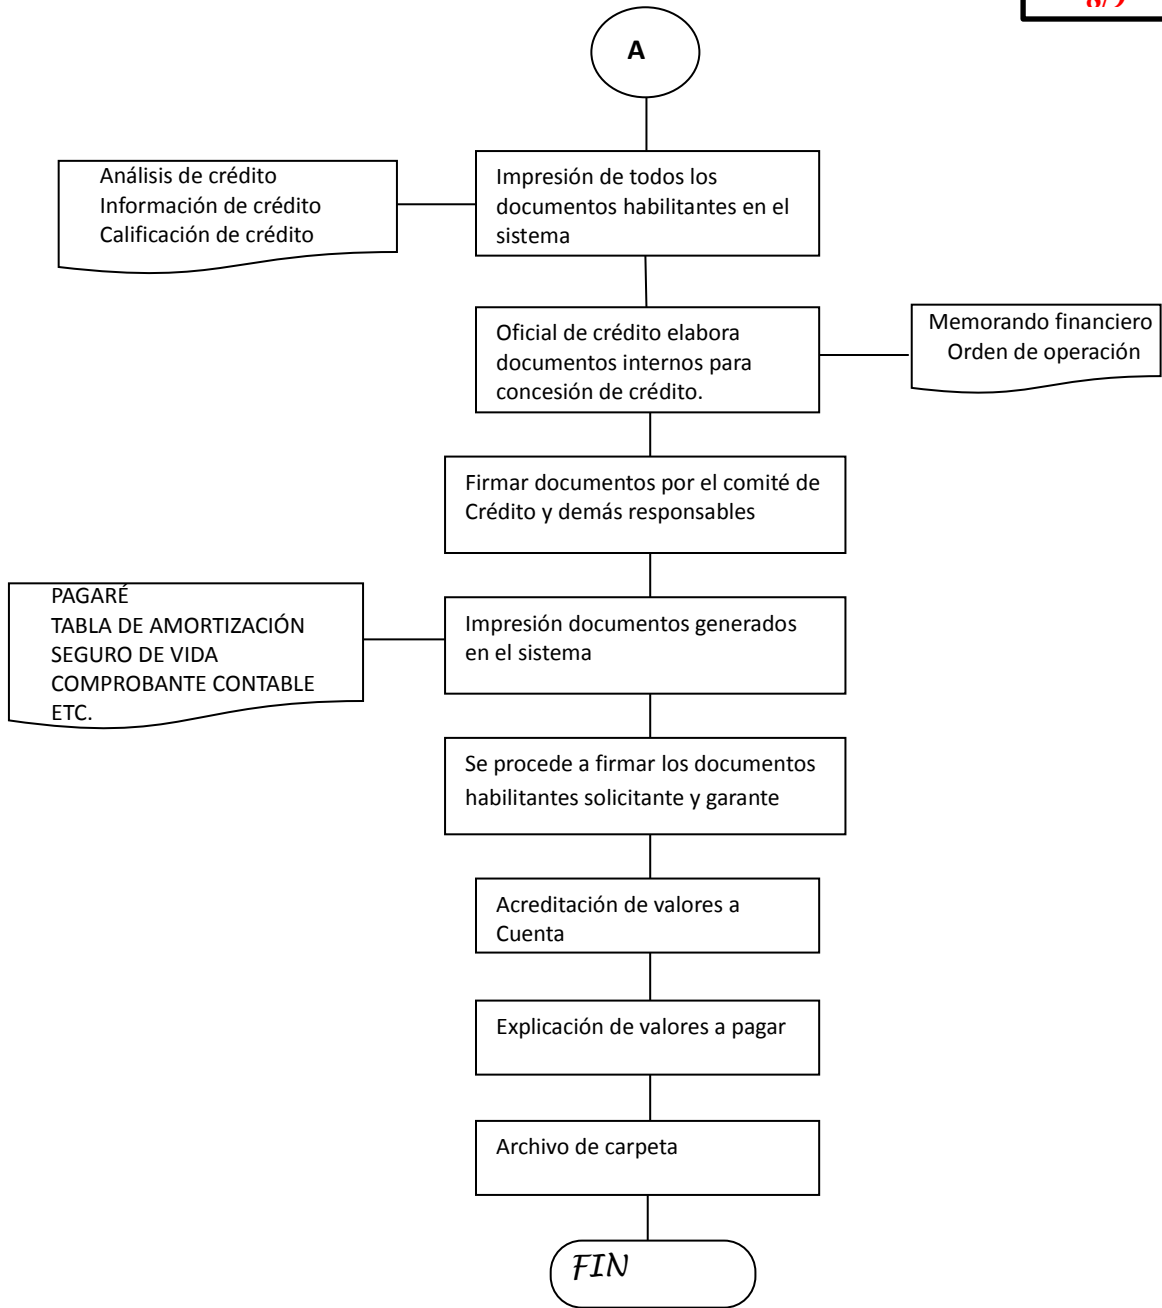 A
Análisis de crédito
Información de crédito
Calificación de crédito
Impresión de todos los
documentos habilitantes en el
sistema
Oficial de crédito elabora
documentos internos para
concesión de crédito.
Memorando financiero
Orden de operación
Firmar documentos por el comité de
Crédito y demás responsables
PAGARÉ
TABLA DE AMORTIZACIÓN
SEGURO DE VIDA
COMPROBANTE CONTABLE
ETC.
Impresión documentos generados
en el sistema
Se procede a firmar los documentos
habilitantes solicitante y garante
Acreditación de valores a
Cuenta
Explicación de valores a pagar
Archivo de carpeta
FIN